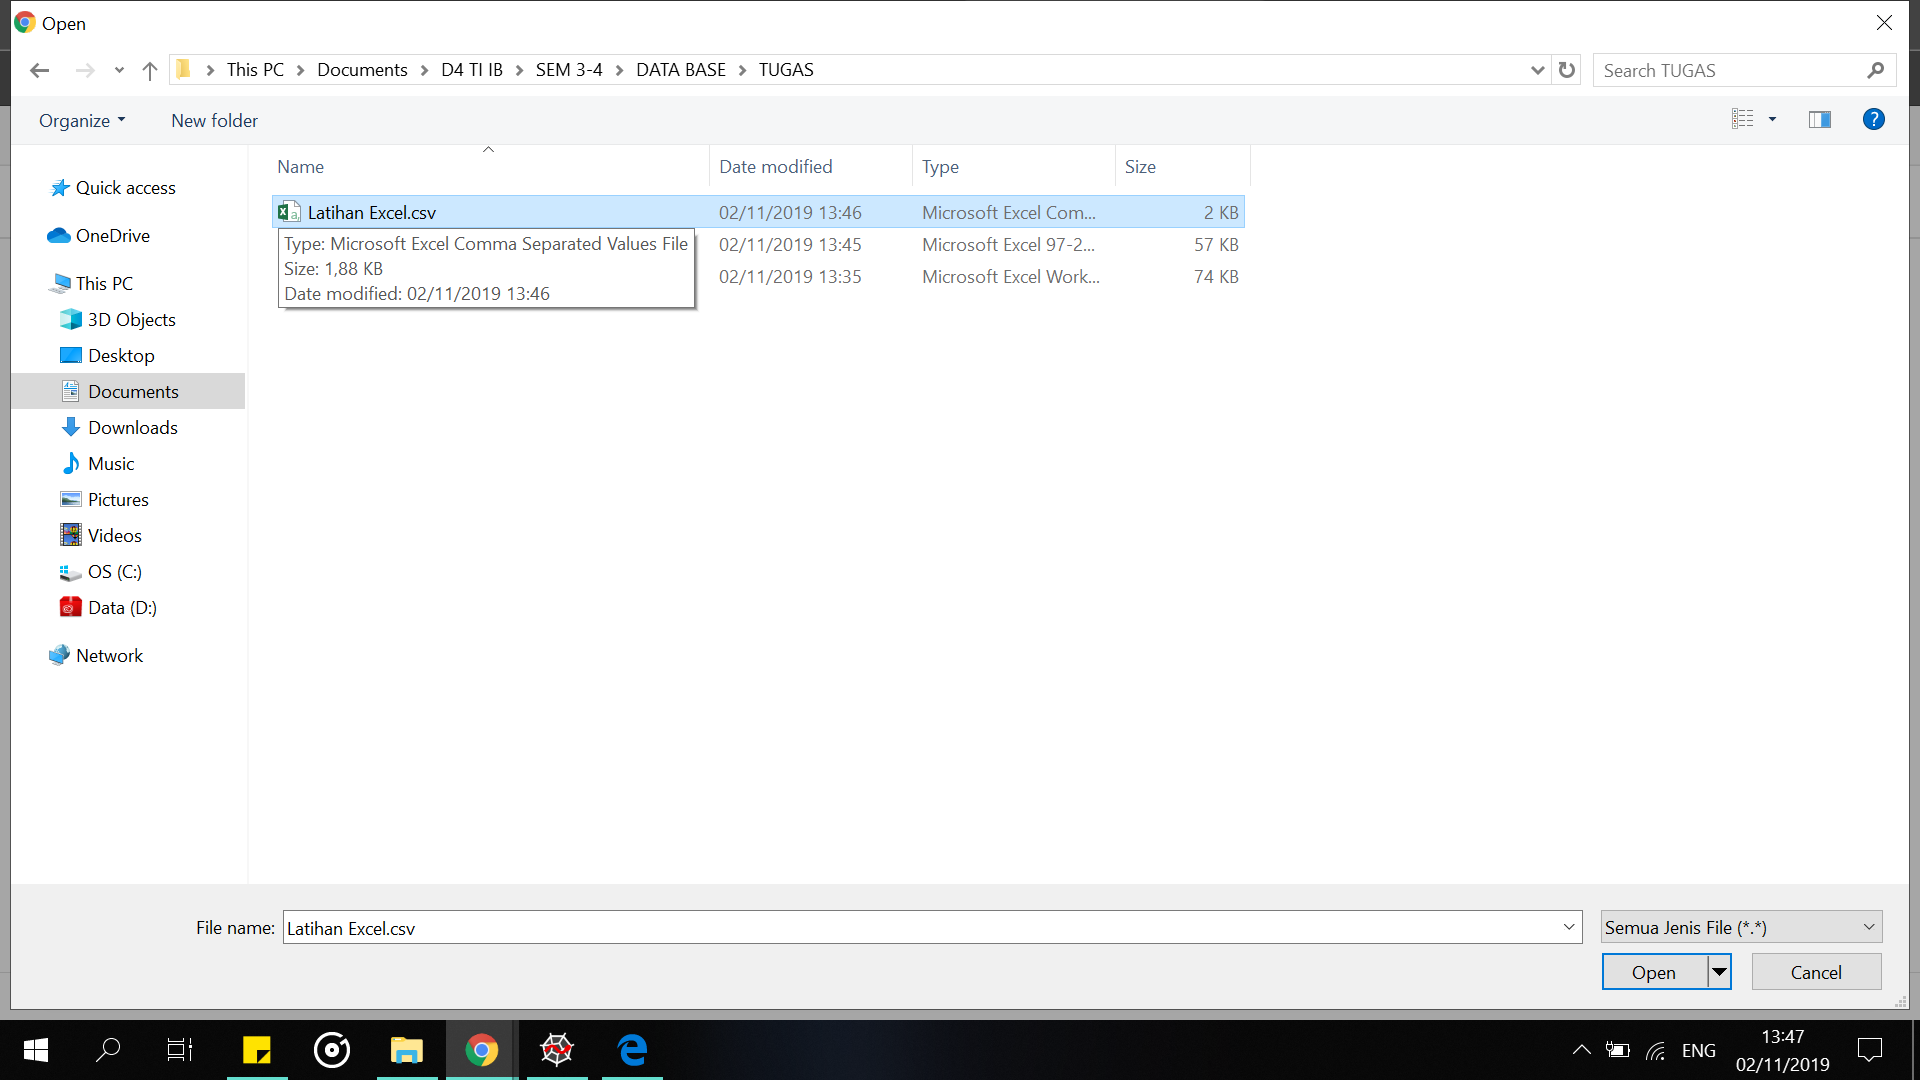 Open
This PC > Documents > D4 TI IB > SEM 3-4 > DATA BASE > TUGAS
Search TUGAS
Organize
New folder
Name
Date modified
Type
Size
Latihan Excel.csv
02/11/2019 13:46
Microsoft Excel Com...
2 KB
02/11/2019 13:45
Microsoft Excel 97-2...
57 KB
02/11/2019 13:35
Microsoft Excel Work...
74 KB
Type: Microsoft Excel Comma Separated Values File
Size: 1,88 KB
Date modified: 02/11/2019 13:46
Quick access
OneDrive
This PC
3D Objects
Desktop
Documents
Downloads
Music
Pictures
Videos
OS (C:)
Data (D:)
Network
File name:
Latihan Excel.csv
Semua Jenis File (*.*)
Open
Cancel
ENG
13:47
02/11/2019